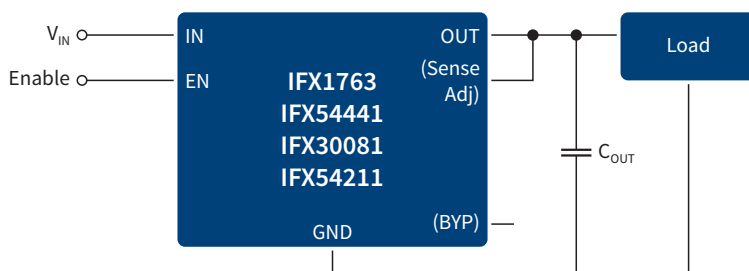 VIN
IN
OUT
Load
Enable
EN
(Sense
Adj)
IFX1763
IFX54441
IFX30081
IFX54211
COUT
GND
(BYP)